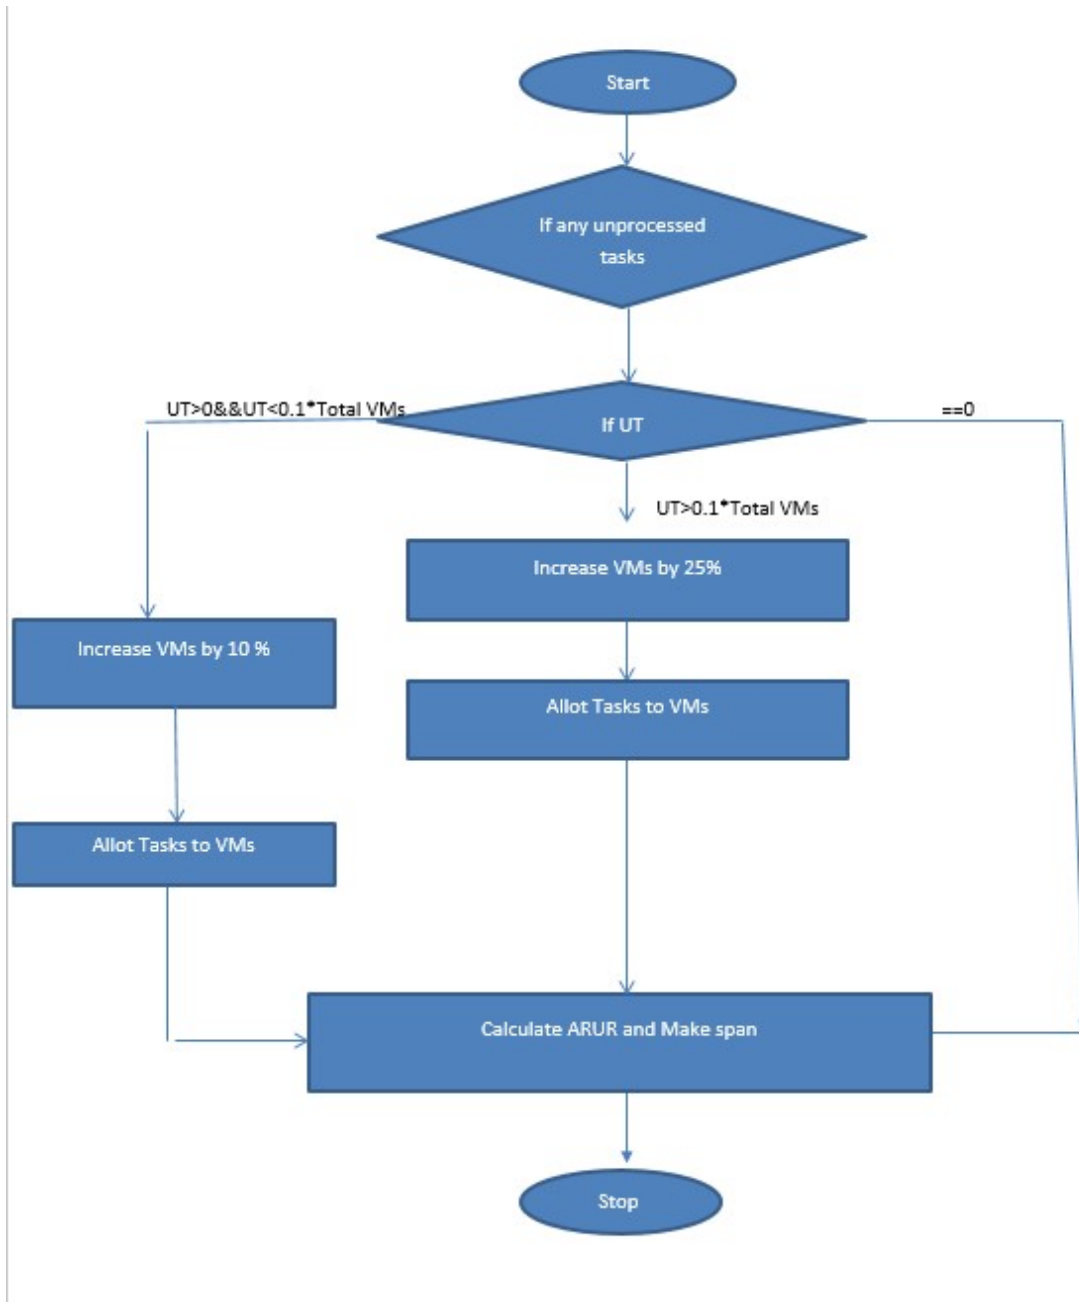 Start
If any unprocessed
tasks
UT>0&&UT<0.1*Total VMs
If UT
==0
UT>0.1*Total VMs
Increase VMs by 25%
Increase VMs by 10 %
Allot Tasks to VMs
Allot Tasks to VMs
Calculate ARUR and Make span
Stop